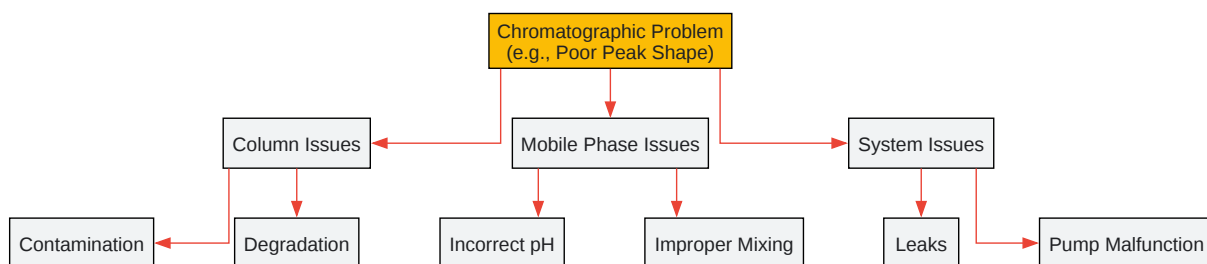 Chromatographic Problem
(e.g., Poor Peak Shape)
Column Issues
Mobile Phase Issues
System Issues
Contamination
Degradation
Incorrect pH
Improper Mixing
Leaks
Pump Malfunction